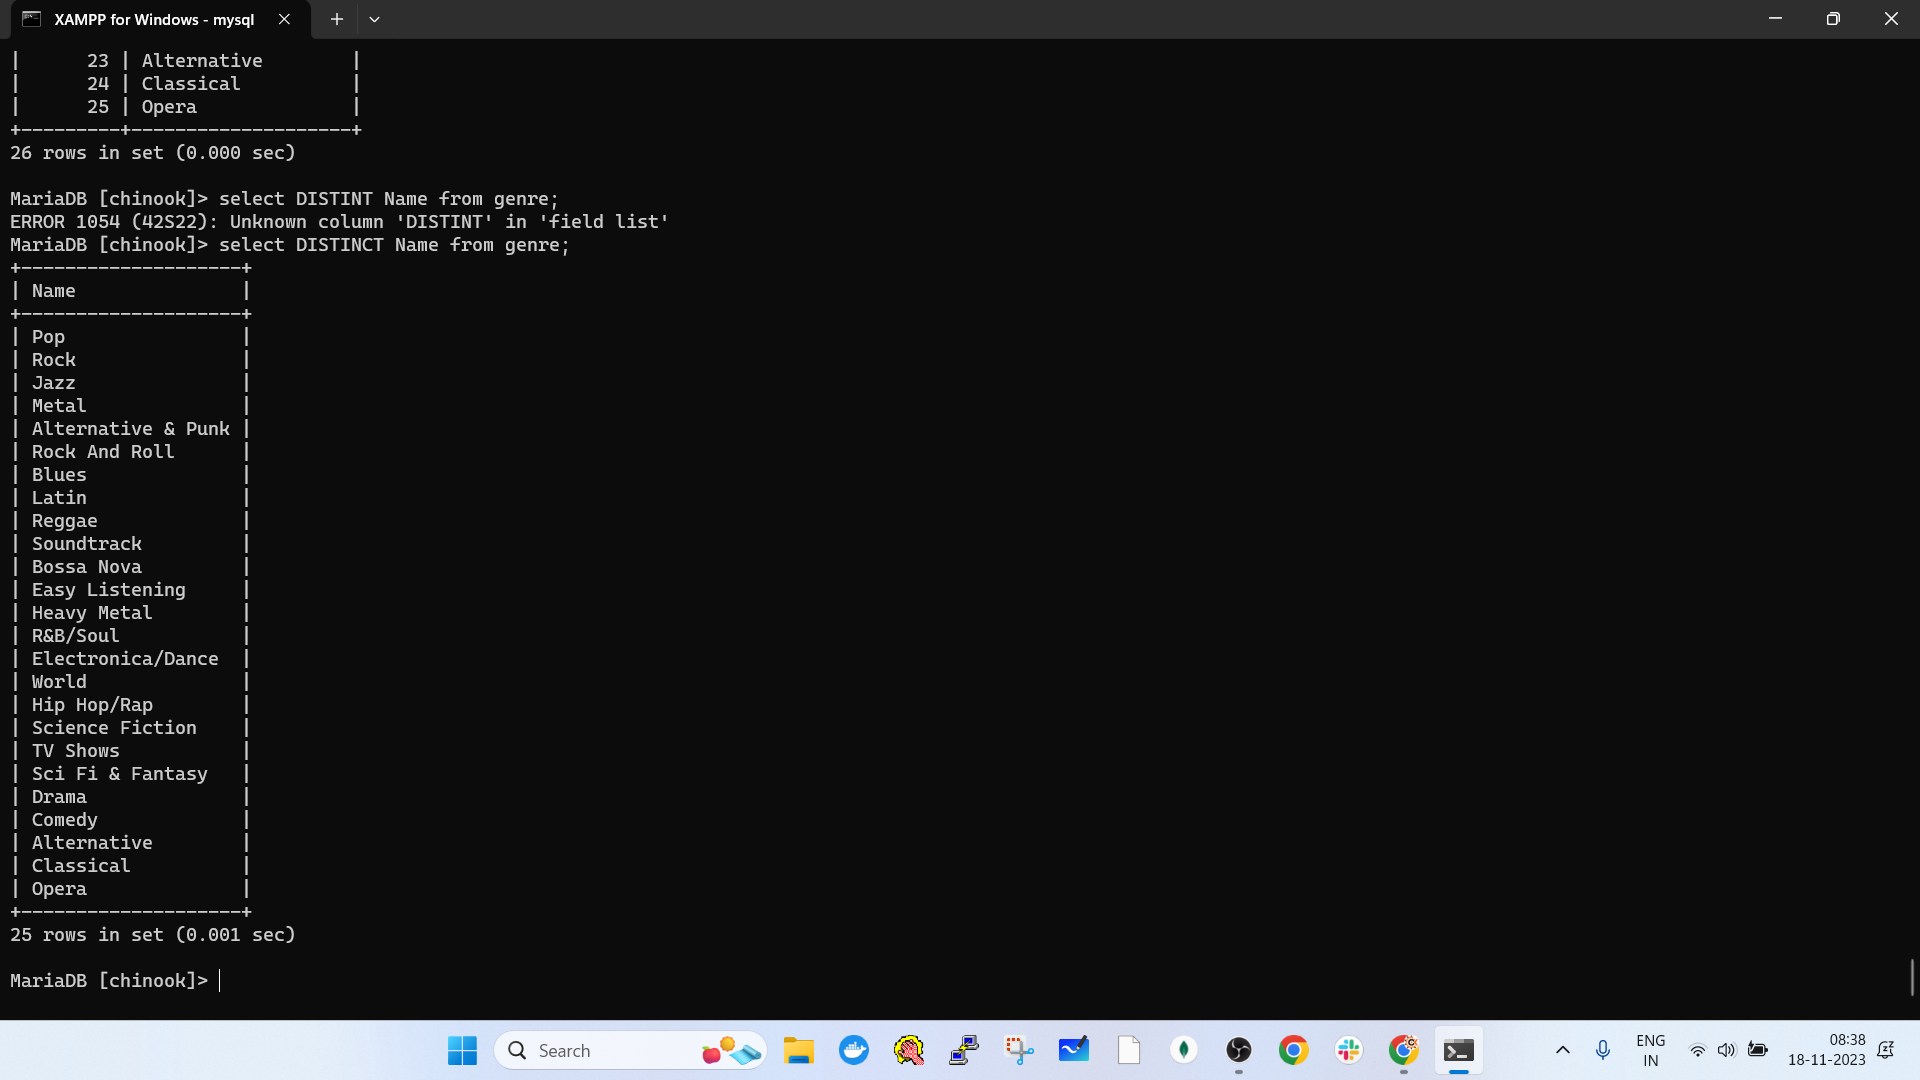 XAMPP for Windows - mysql
|      23 | Alternative        |
|      24 | Classical          |
|      25 | Opera              |
+---------+--------------------+
26 rows in set (0.000 sec)
MariaDB [chinook]> select DISTINT Name from genre;
ERROR 1054 (42S22): Unknown column 'DISTINT' in 'field list'
MariaDB [chinook]> select DISTINCT Name from genre;
+--------------------+
| Name               |
+--------------------+
| Pop                |
| Rock               |
| Jazz               |
| Metal              |
| Alternative & Punk |
| Rock And Roll      |
| Blues              |
| Latin              |
| Reggae             |
| Soundtrack         |
| Bossa Nova         |
| Easy Listening     |
| Heavy Metal        |
| R&B/Soul           |
| Electronica/Dance  |
| World              |
| Hip Hop/Rap        |
| Science Fiction    |
| TV Shows           |
| Sci Fi & Fantasy   |
| Drama              |
| Comedy             |
| Alternative        |
| Classical          |
| Opera              |
+--------------------+
25 rows in set (0.001 sec)
MariaDB [chinook]>
Search
ENG
IN
08:38
18-11-2023